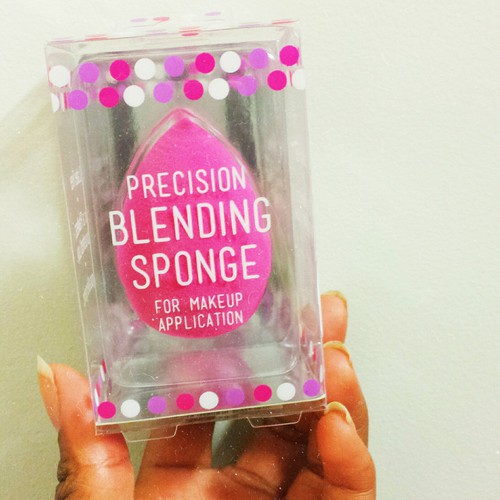 PRECISION
BLENDING
SPONGE
FOR MAKEUP
APPLICATION